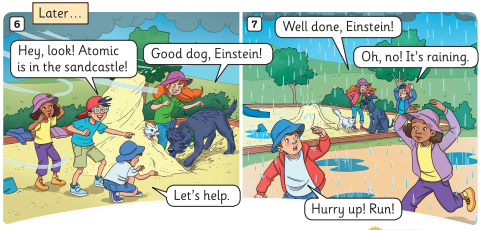 Later...
6
Hey, look! Atomic
is in the sandcastle!
Good dog, Einstein!
Let's help.
7
Well done, Einstein!
Oh, no! It's raining.
Hurry up! Run!